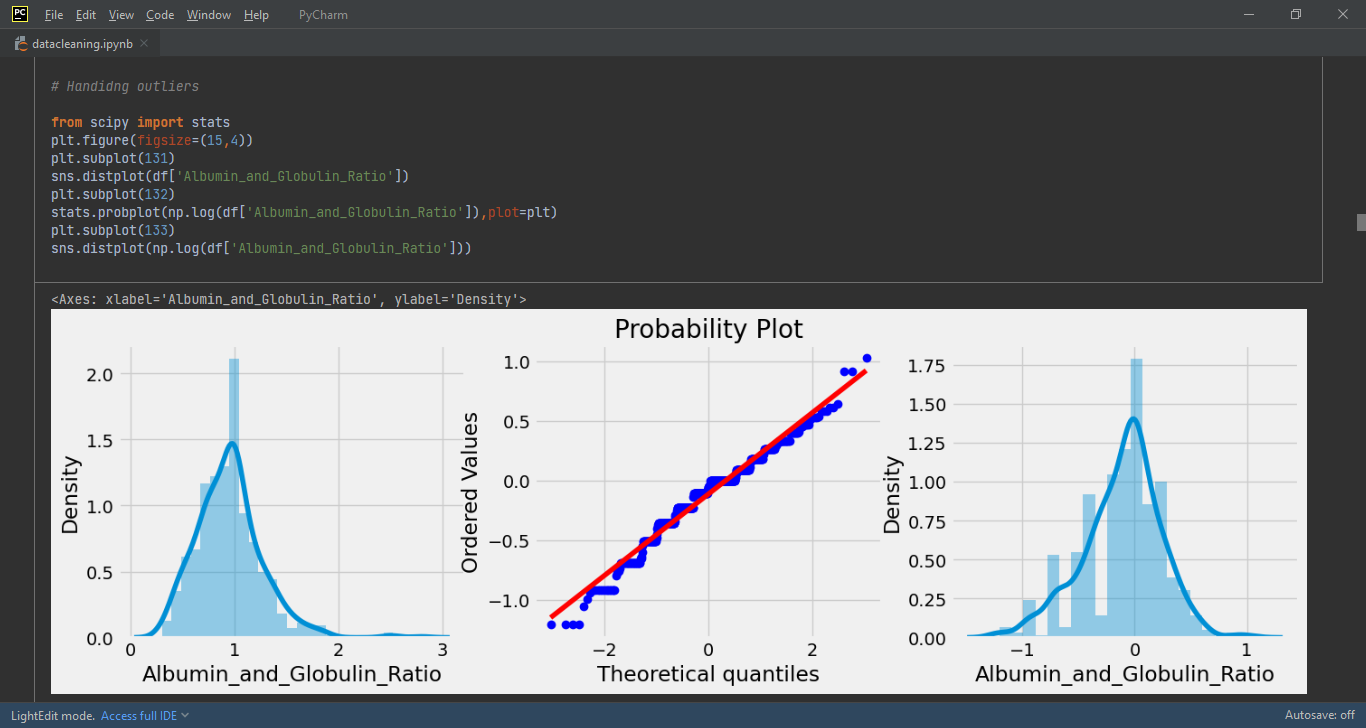 PC File Edit View Code Window Help PyCharm
datacleaning.ipynb
# Handidng outliers
from scipy import stats
plt.figure(figsize=(15,4))
plt.subplot(131)
sns.distplot(df['Albumin_and_Globulin_Ratio'])
plt.subplot(132)
stats.probplot(np.log(df['Albumin_and_Globulin_Ratio']),plot=plt)
plt.subplot(133)
sns.distplot(np.log(df['Albumin_and_Globulin_Ratio']))
<Axes: xlabel='Albumin_and_Globulin_Ratio', ylabel='Density'>
2.0
1.5
1.0
0.5
0.0
Density
0 1 2 3
Albumin_and_Globulin_Ratio
Probability Plot
1.0
0.5
0.0
−0.5
−1.0
Ordered Values
−2 0 2
Theoretical quantiles
1.75
1.50
1.25
1.00
0.75
0.50
0.25
0.00
Density
−1 0 1
Albumin_and_Globulin_Ratio
LightEdit mode. Access full IDE
Autosave: off